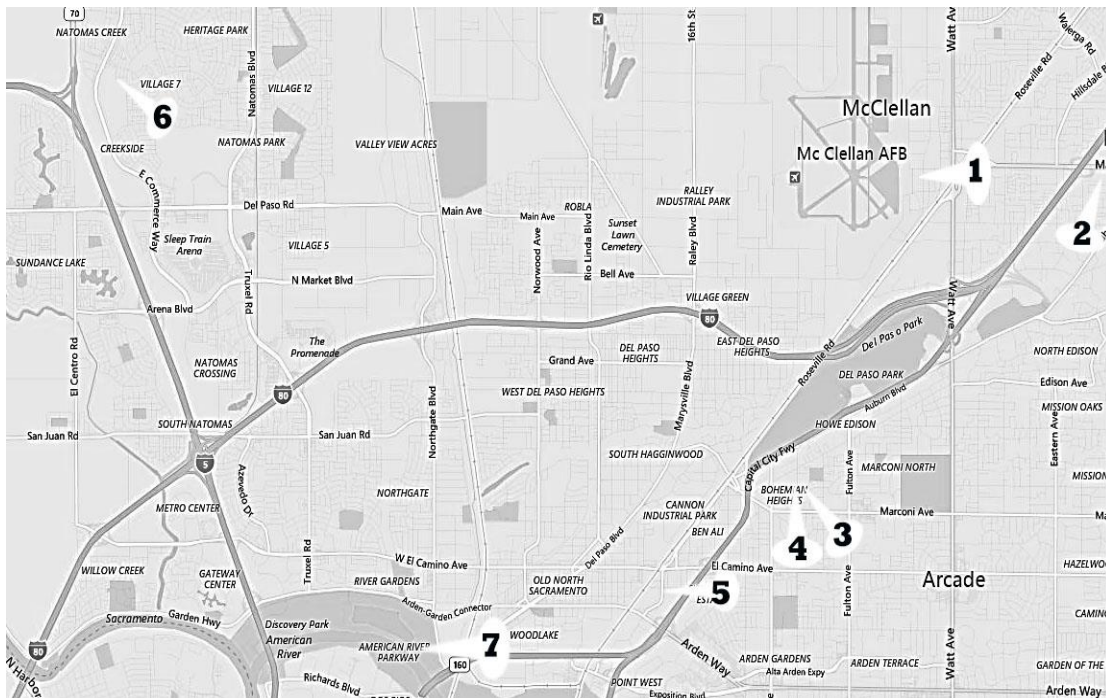 70
NATOMAS CREEK
HERITAGE PARK
Natomas Blvd
16th St
Watt Ave
Walerga Rd
Roseville Rd
Hillsdale
VILLAGE 7
VILLAGE 12
6
CREEKSIDE
NATOMAS PARK
VALLEY VIEW ACRES
McClellan
Mc Clellan AFB
1
E Commerce Way
Del Paso Rd
Main Ave
Main Ave
ROBLA
RALLEY
INDUSTRIAL PARK
2
Sleep Train
Arena
VILLAGE 5
Norwood Ave
Rio Linda Blvd
Sunset
Lawn
Cemetery
Raley Blvd
SUNDANCE LAKE
Truxel Rd
N Market Blvd
Bell Ave
Arena Blvd
VILLAGE GREEN
80
Watt Ave
El Centro Rd
The
Promenade
DEL PASO
HEIGHTS
EAST DEL PASO
HEIGHTS
Roseville Rd
Del Paso Park
NORTH EDISON
NATOMAS
CROSSING
Grand Ave
DEL PASO PARK
80
WEST DEL PASO HEIGHTS
Marysville Blvd
Auburn Blvd
Edison Ave
Northgate Blvd
MISSION OAKS
SOUTH NATOMAS
San Juan Rd
San Juan Rd
HOWE EDISON
Eastern Ave
5
SOUTH HAGGINWOOD
Capital City Fwy
Fulton Ave
MARCONI NORTH
MISSION
Azevedo Dr
METRO CENTER
NORTHGATE
CANNON
INDUSTRIAL PARK
BOHEMIAN
HEIGHTS
Marconi Ave
BEN ALI
3
4
Truxel Rd
W El Camino Ave
Del Paso Blvd
El Camino Ave
WILLOW CREEK
GATEWAY
CENTER
RIVER GARDENS
OLD NORTH
SACRAMENTO
5
Arcade
Fulton Ave
Arden-Garden Connector
Sacramento
Garden Hwy
Discovery Park
American
River
AMERICAN RIVER
PARKWAY
7
WOODLAKE
Arden Way
Watt Ave
80
N Harbor
160
ARDEN GARDENS
ARDEN TERRACE
GARDEN OF THE
Alta Arden Expy
Richards Blvd
POINT WEST
Exposition Blvd
Arden Way